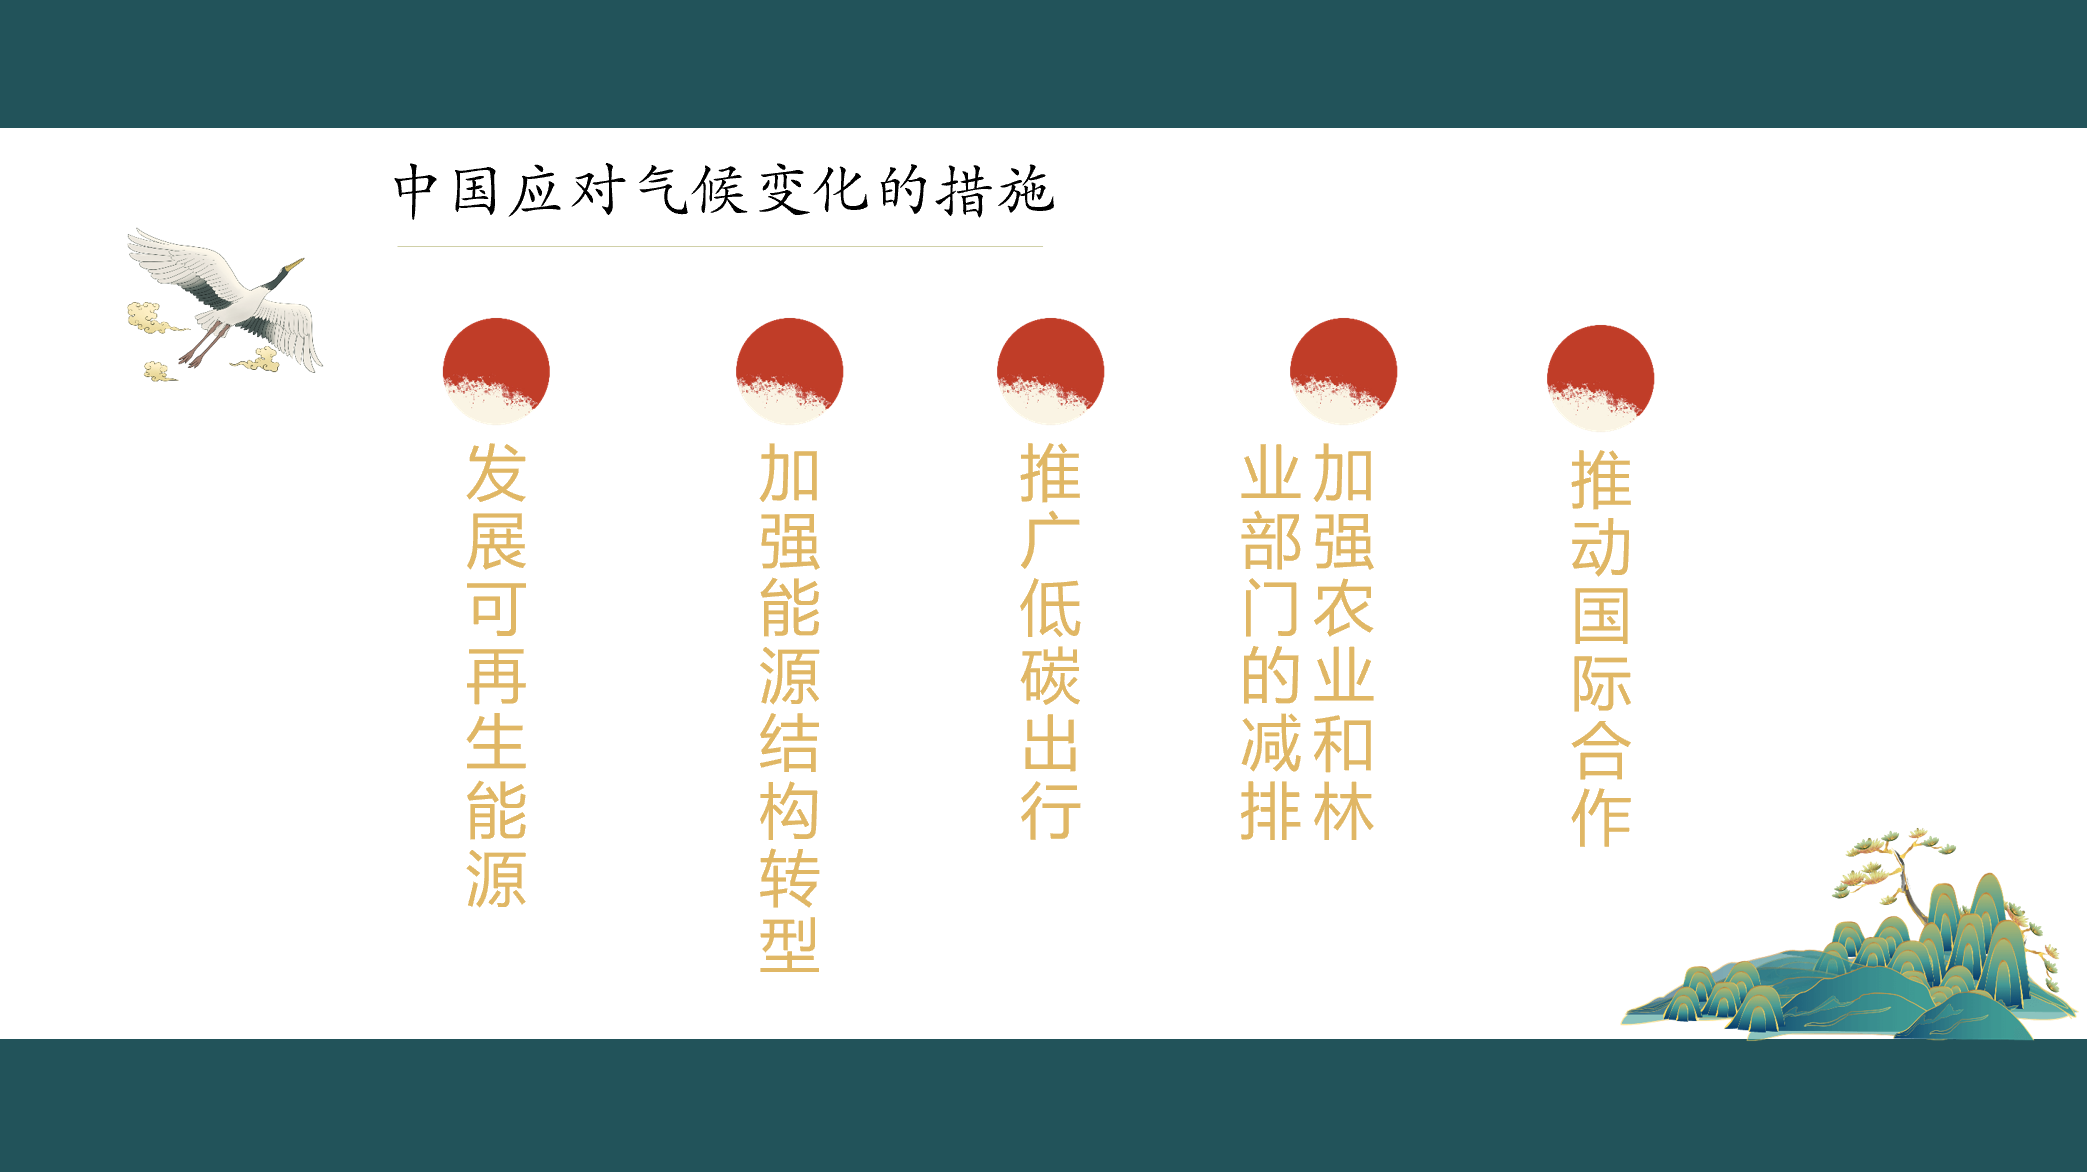 中国应对气候变化的措施
发展可再生能源
加强能源结构转型
推广低碳出行
加强农业和林
业部门的减排
推动国际合作